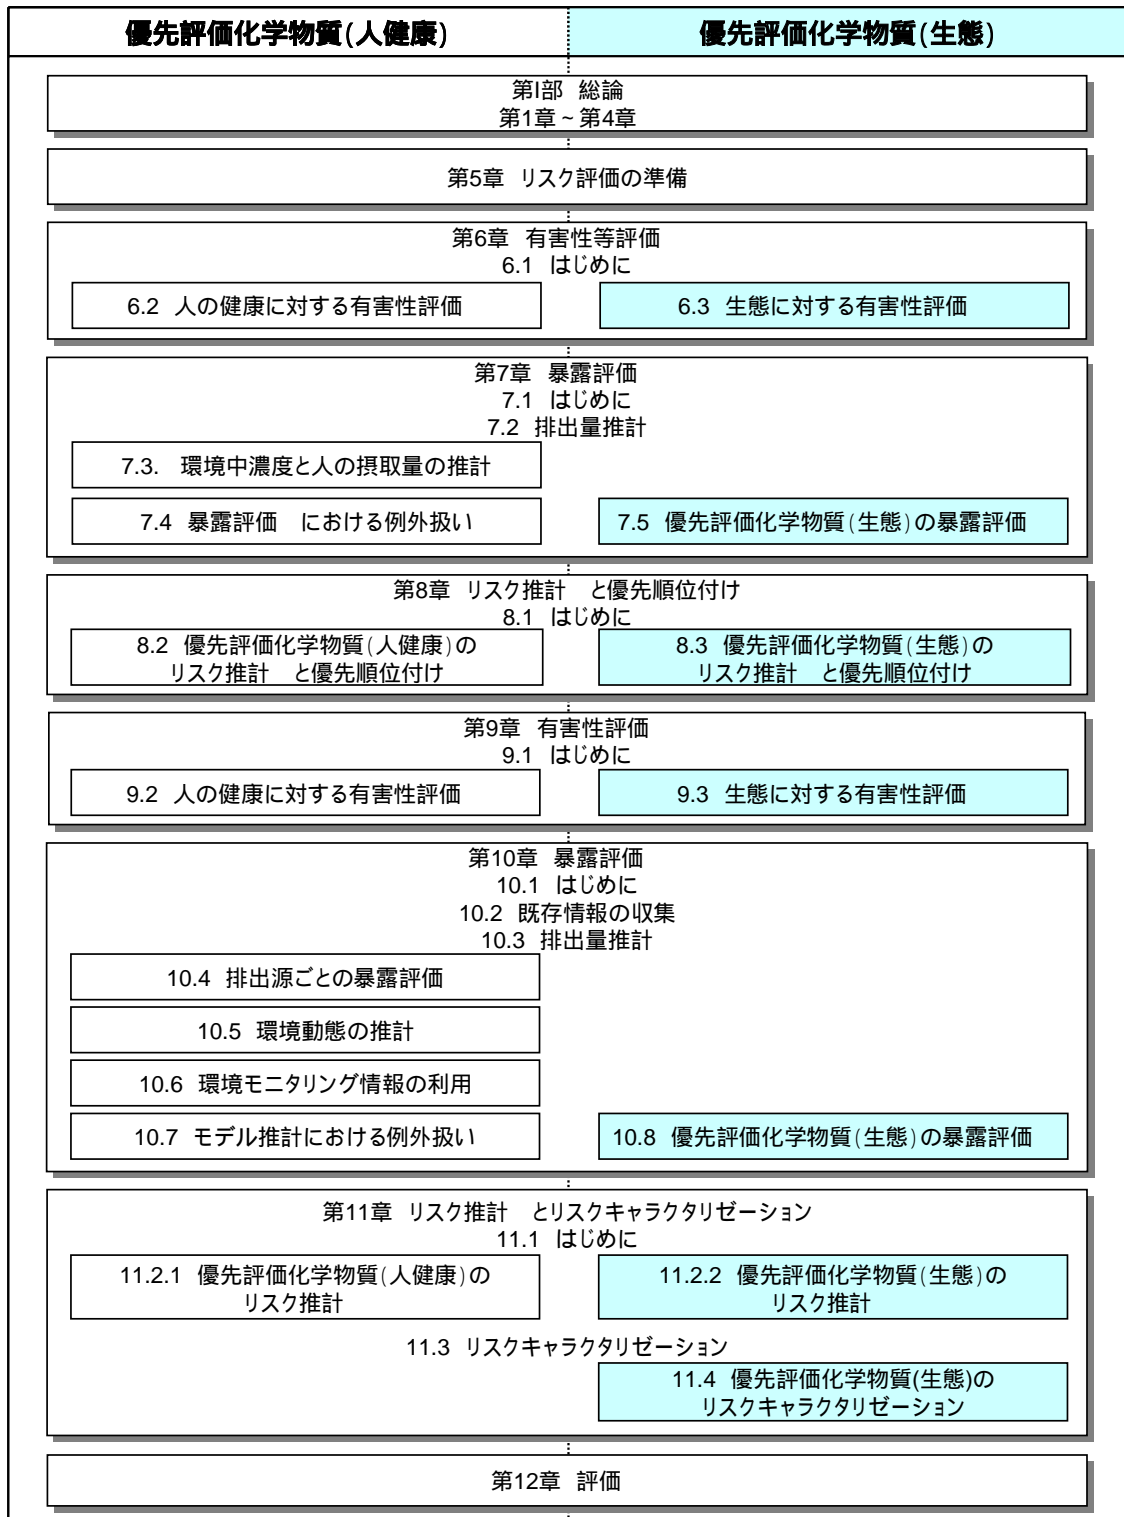 優先評価化学物質(人健康)
優先評価化学物質(生態)
第Ⅰ部 総論
第1章~第4章
第5章 リスク評価の準備
第6章 有害性等評価
6.1 はじめに
6.2 人の健康に対する有害性評価
6.3 生態に対する有害性評価
第7章 暴露評価
7.1 はじめに
7.2 排出量推計
7.3. 環境中濃度と人の摂取量の推計
7.4 暴露評価 における例外扱い
7.5 優先評価化学物質(生態)の暴露評価
第8章 リスク推計 と優先順位付け
8.1 はじめに
8.2 優先評価化学物質(人健康)の
リスク推計 と優先順位付け
8.3 優先評価化学物質(生態)の
リスク推計 と優先順位付け
第9章 有害性評価
9.1 はじめに
9.2 人の健康に対する有害性評価
9.3 生態に対する有害性評価
第10章 暴露評価
10.1 はじめに
10.2 既存情報の収集
10.3 排出量推計
10.4 排出源ごとの暴露評価
10.5 環境動態の推計
10.6 環境モニタリング情報の利用
10.7 モデル推計における例外扱い
10.8 優先評価化学物質(生態)の暴露評価
第11章 リスク推計 とリスクキャラクタリゼーション
11.1 はじめに
11.2.1 優先評価化学物質(人健康)の
リスク推計
11.2.2 優先評価化学物質(生態)の
リスク推計
11.3 リスクキャラクタリゼーション
11.4 優先評価化学物質(生態)の
リスクキャラクタリゼーション
第12章 評価